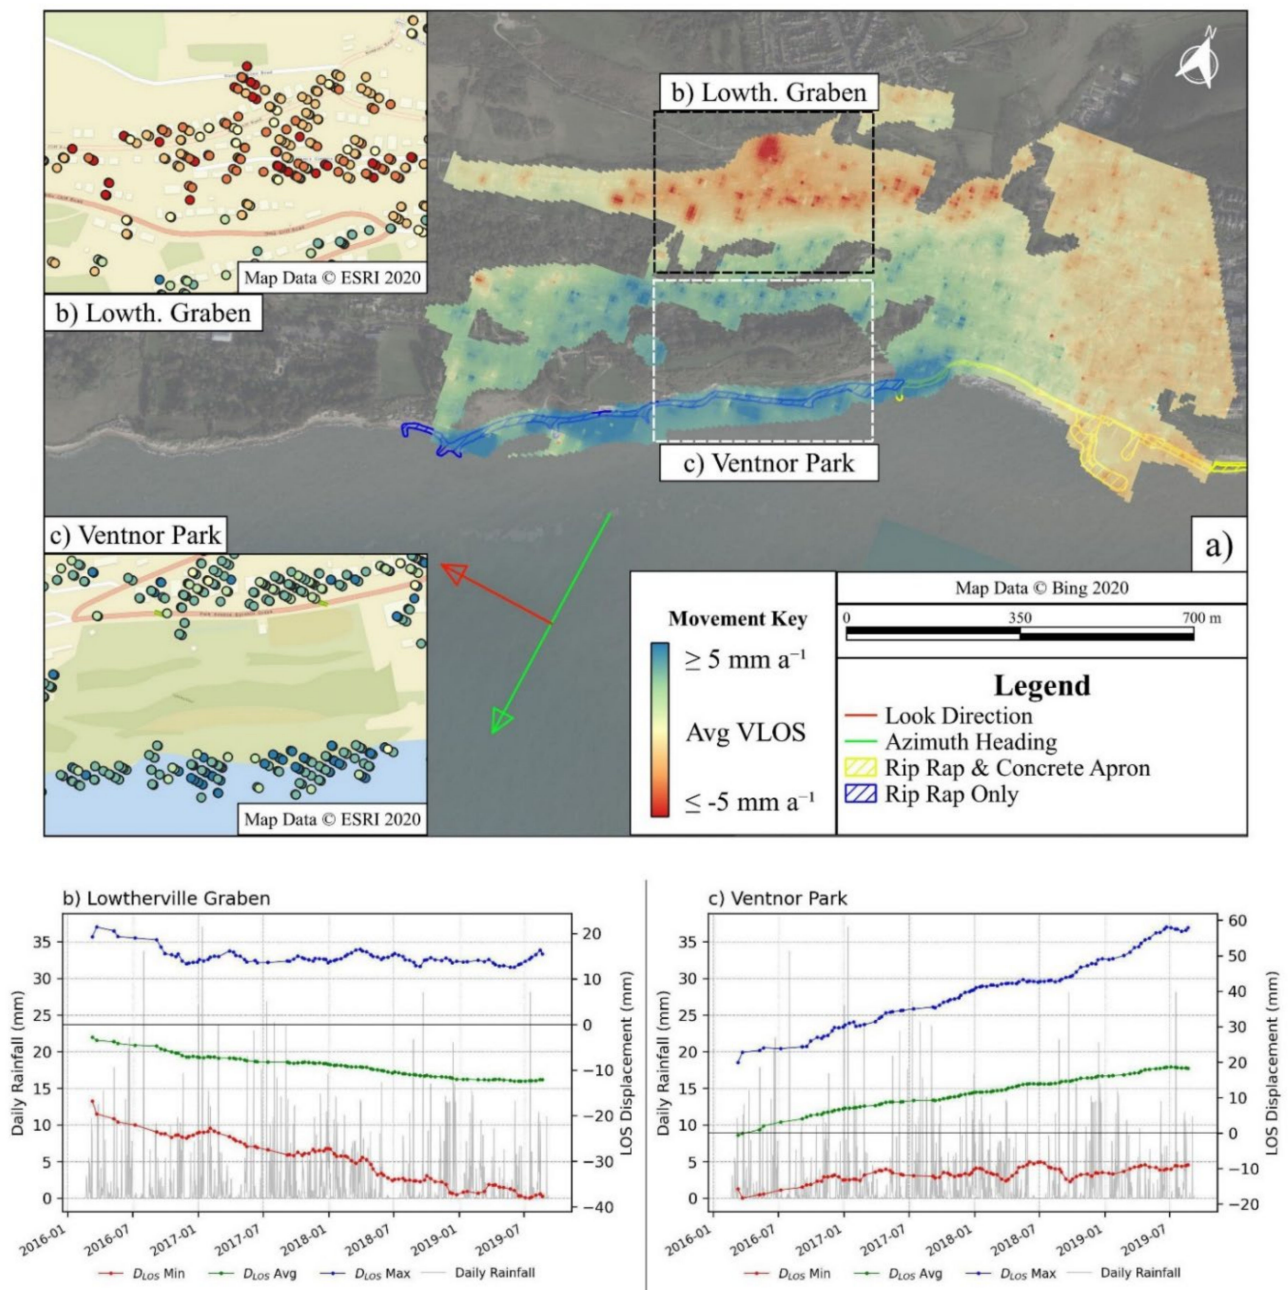 N
b) Lowth. Graben
Map Data © ESRI 2020
b) Lowth. Graben
c) Ventnor Park
c) Ventnor Park
a)
Map Data © ESRI 2020
Movement Key
≥ 5 mm a⁻¹
Avg VLOS
≤ -5 mm a⁻¹
Map Data © Bing 2020
0 350 700 m
Legend
Look Direction
Azimuth Heading
Rip Rap & Concrete Apron
Rip Rap Only
b) Lowtherville Graben
Daily Rainfall (mm)
35
30
25
20
15
10
5
0
20
10
0
−10
−20
−30
−40
LOS Displacement (mm)
2016-01 2016-07 2017-01 2017-07 2018-01 2018-07 2019-01 2019-07
D_LOS Min D_LOS Avg D_LOS Max Daily Rainfall
c) Ventnor Park
Daily Rainfall (mm)
35
30
25
20
15
10
5
0
60
50
40
30
20
10
0
−10
−20
LOS Displacement (mm)
2016-01 2016-07 2017-01 2017-07 2018-01 2018-07 2019-01 2019-07
D_LOS Min D_LOS Avg D_LOS Max Daily Rainfall